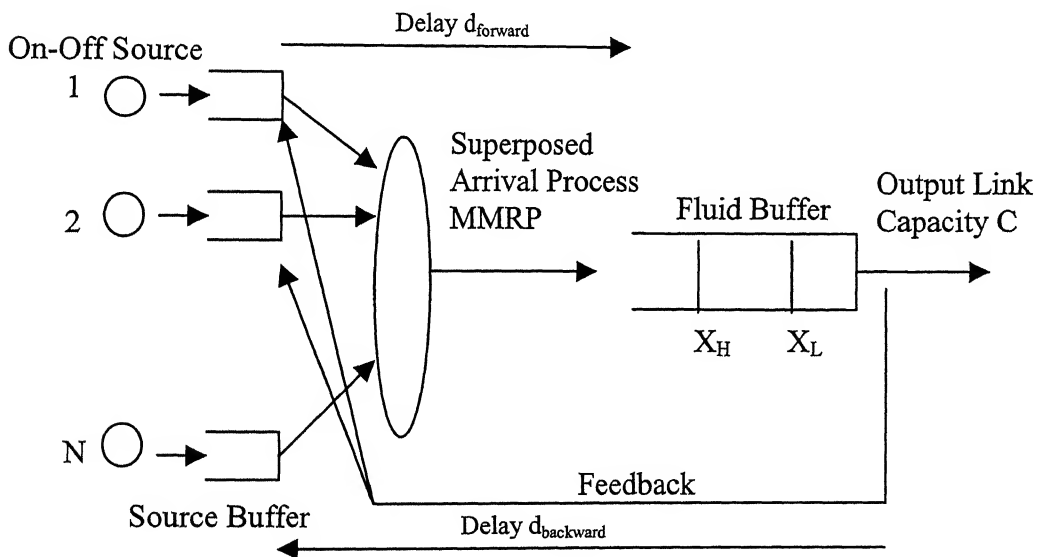 Delay dforward
On-Off Source
1
2
N
Source Buffer
Superposed
Arrival Process
MMRP
Fluid Buffer
XH
XL
Output Link
Capacity C
Feedback
Delay dbackward